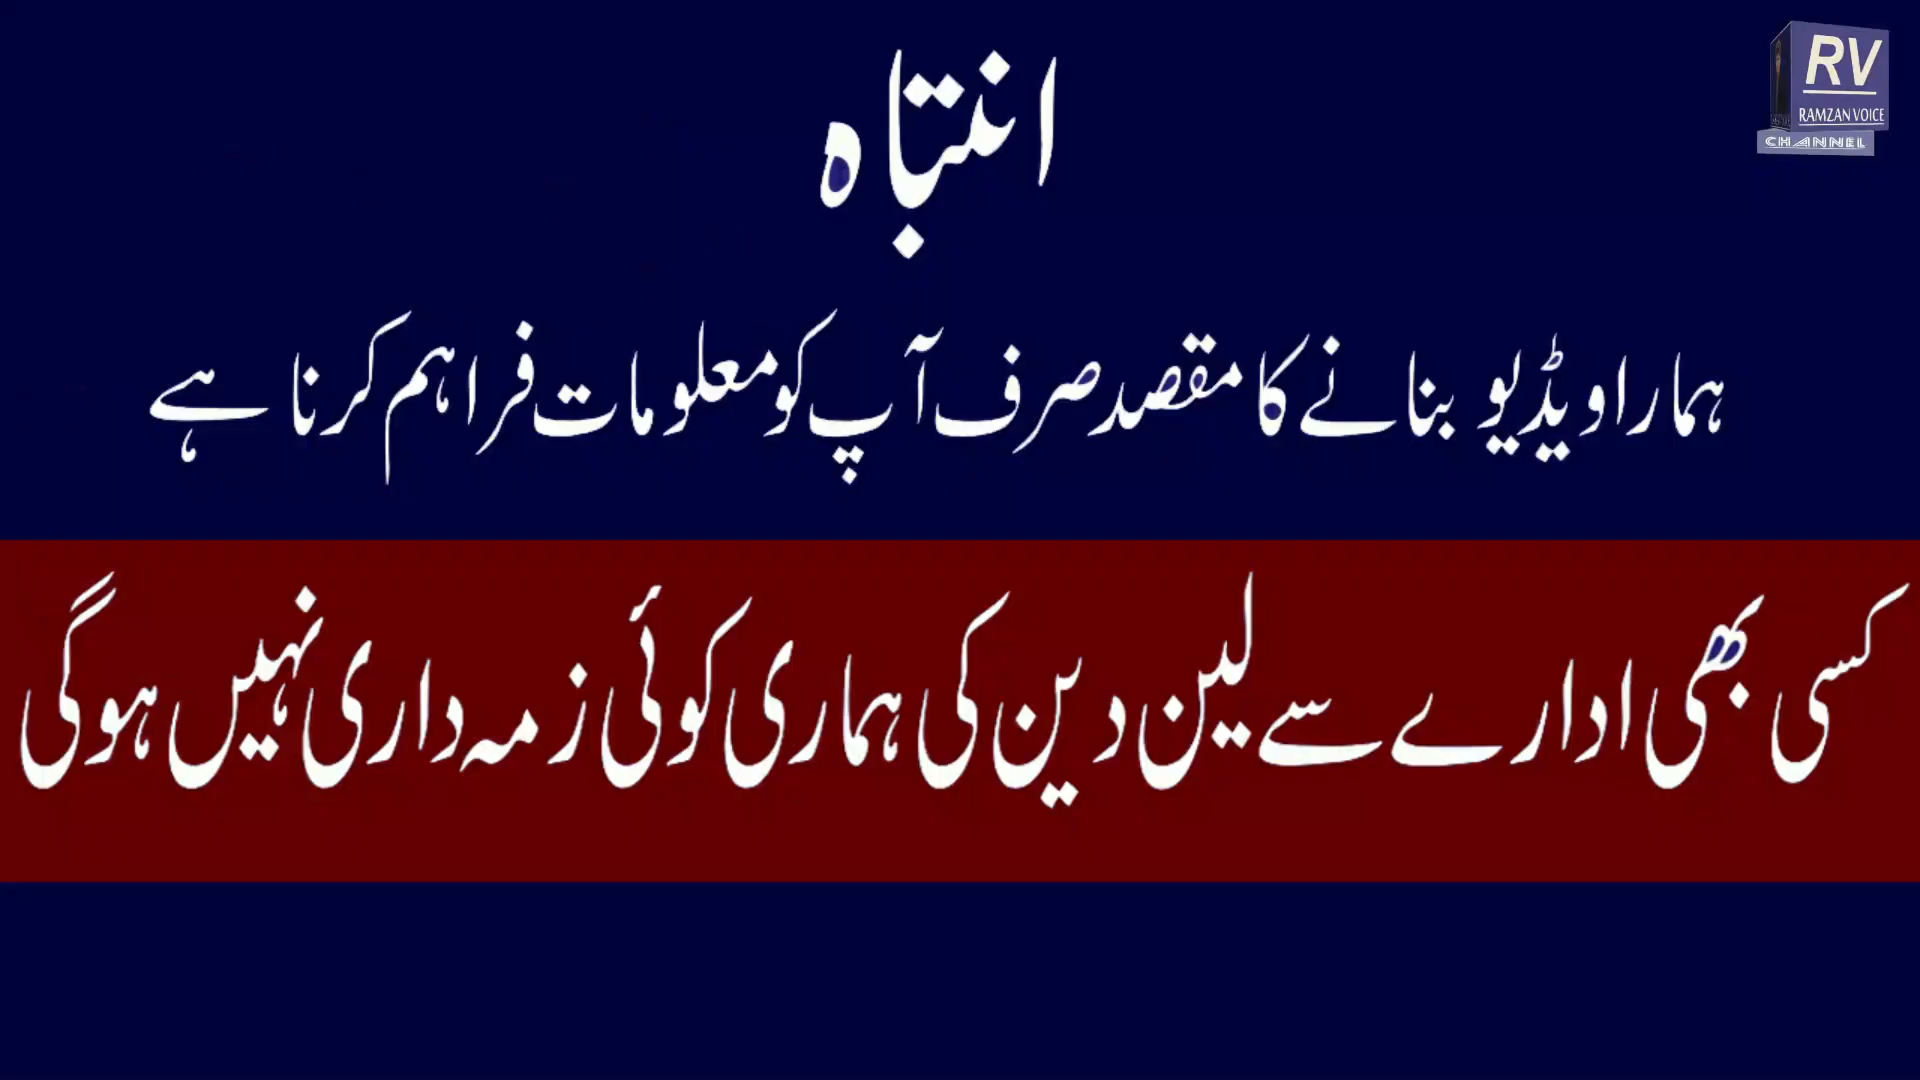 RV
RAMZAN VOICE
CHANNEL
انتباہ
ہمارا ویڈیو بنانے کا مقصد صرف آپ کو معلومات فراہم کرنا ہے
کسی بھی ادارے سے لین دین کی ہماری کوئی زمہ داری نہیں ہوگی